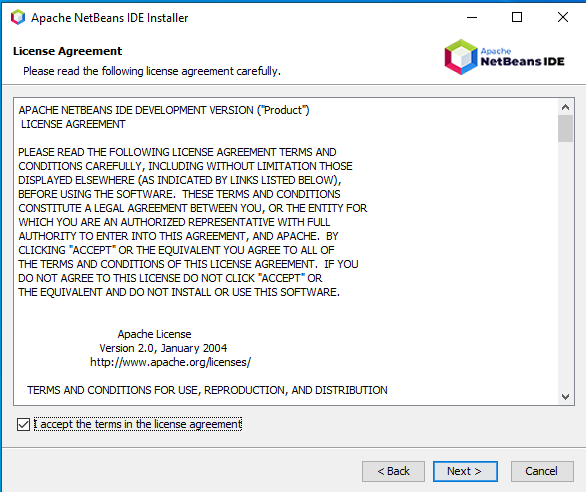 Apache NetBeans IDE Installer
License Agreement
Please read the following license agreement carefully.
Apache
NetBeans IDE
APACHE NETBEANS IDE DEVELOPMENT VERSION ("Product")
LICENSE AGREEMENT
PLEASE READ THE FOLLOWING LICENSE AGREEMENT TERMS AND
CONDITIONS CAREFULLY, INCLUDING WITHOUT LIMITATION THOSE
DISPLAYED ELSEWHERE (AS INDICATED BY LINKS LISTED BELOW),
BEFORE USING THE SOFTWARE.  THESE TERMS AND CONDITIONS
CONSTITUTE A LEGAL AGREEMENT BETWEEN YOU, OR THE ENTITY FOR
WHICH YOU ARE AN AUTHORIZED REPRESENTATIVE WITH FULL
AUTHORITY TO ENTER INTO THIS AGREEMENT, AND APACHE.  BY
CLICKING "ACCEPT" OR THE EQUIVALENT YOU AGREE TO ALL OF
THE TERMS AND CONDITIONS OF THIS LICENSE AGREEMENT.  IF YOU
DO NOT AGREE TO THIS LICENSE DO NOT CLICK "ACCEPT" OR
THE EQUIVALENT AND DO NOT INSTALL OR USE THIS SOFTWARE.
Apache License
Version 2.0, January 2004
http://www.apache.org/licenses/
TERMS AND CONDITIONS FOR USE, REPRODUCTION, AND DISTRIBUTION
I accept the terms in the license agreement
< Back
Next >
Cancel